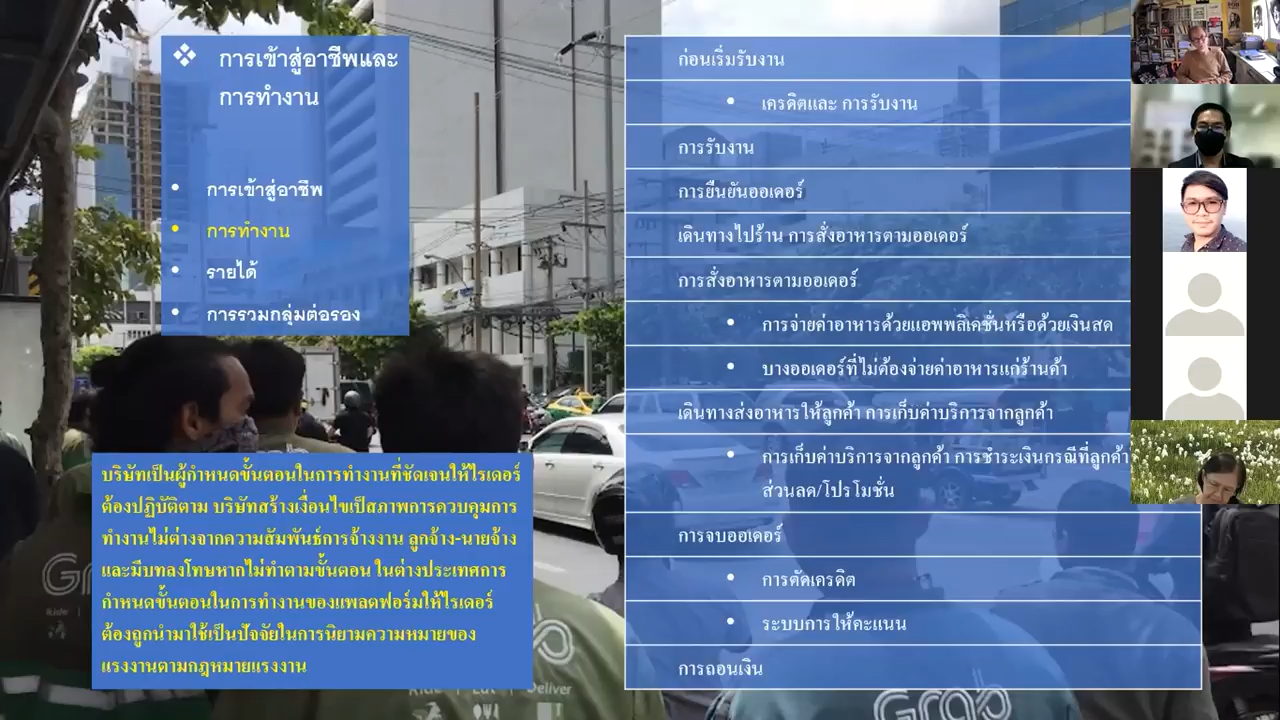 ❖ การเข้าสู่อาชีพและ
การทำงาน
• การเข้าสู่อาชีพ
• การทำงาน
• รายได้
• การรวมกลุ่มต่อรอง
บริษัทเป็นผู้กำหนดขั้นตอนในการทำงานที่ชัดเจนให้ไรเดอร์
ต้องปฏิบัติตาม บริษัทสร้างเงื่อนไขเป็สภาพการควบคุมการ
ทำงานไม่ต่างจากความสัมพันธ์การจ้างงาน ลูกจ้าง-นายจ้าง
และมีบทลงโทษหากไม่ทำตามขั้นตอน ในต่างประเทศการ
กำหนดขั้นตอนในการทำงานของแพลตฟอร์มให้ไรเดอร์
ต้องถูกนำมาใช้เป็นปัจจัยในการนิยามความหมายของ
แรงงานตามกฎหมายแรงงาน
ก่อนเริ่มรับงาน
• เครดิตและ การรับงาน
การรับงาน
การยืนยันออเดอร์
เดินทางไปร้าน การสั่งอาหารตามออเดอร์
การสั่งอาหารตามออเดอร์
• การจ่ายค่าอาหารด้วยแอพพลิเคชั่นหรือด้วยเงินสด
• บางออเดอร์ที่ไม่ต้องจ่ายค่าอาหารแก่ร้านค้า
เดินทางส่งอาหารให้ลูกค้า การเก็บค่าบริการจากลูกค้า
• การเก็บค่าบริการจากลูกค้า การชำระเงินกรณีที่ลูกค้า
ส่วนลด/โปรโมชั่น
การจบออเดอร์
• การตัดเครดิต
• ระบบการให้คะแนน
การถอนเงิน
Ride
Ride | Eat | Deliver
Grab